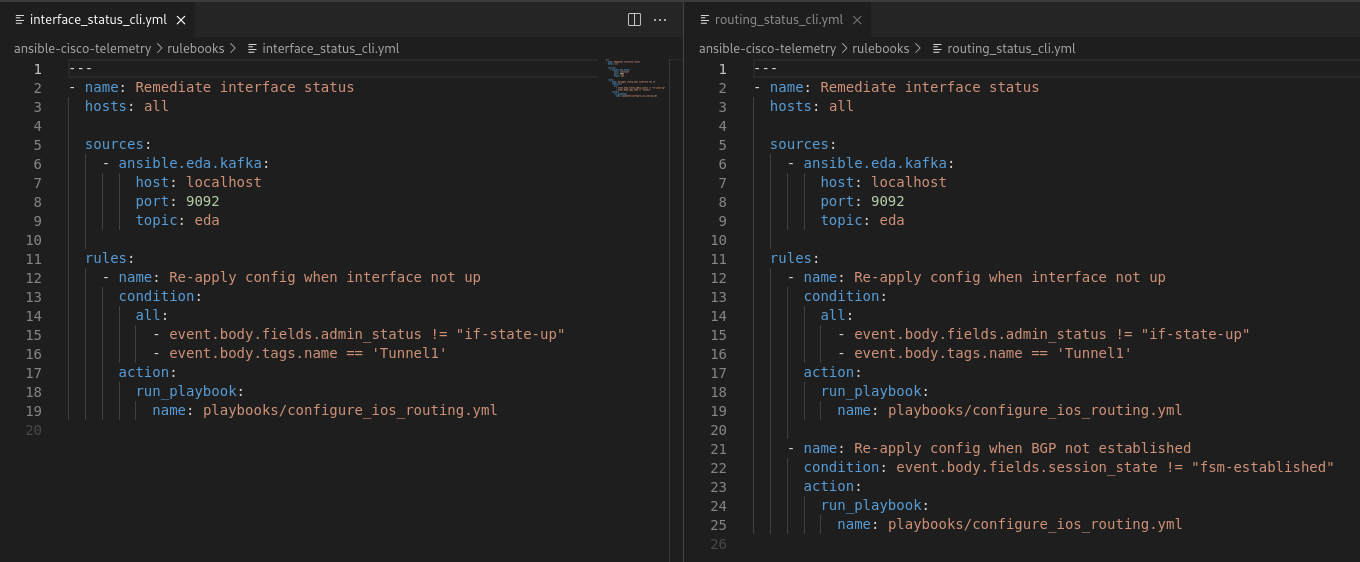 interface_status_cli.yml
ansible-cisco-telemetry > rulebooks > interface_status_cli.yml
1 ---
2 - name: Remediate interface status
3   hosts: all
4
5   sources:
6     - ansible.eda.kafka:
7         host: localhost
8         port: 9092
9         topic: eda
10
11   rules:
12     - name: Re-apply config when interface not up
13       condition:
14         all:
15           - event.body.fields.admin_status != "if-state-up"
16           - event.body.tags.name == 'Tunnel1'
17       action:
18         run_playbook:
19           name: playbooks/configure_ios_routing.yml
20
routing_status_cli.yml
ansible-cisco-telemetry > rulebooks > routing_status_cli.yml
1 ---
2 - name: Remediate interface status
3   hosts: all
4
5   sources:
6     - ansible.eda.kafka:
7         host: localhost
8         port: 9092
9         topic: eda
10
11   rules:
12     - name: Re-apply config when interface not up
13       condition:
14         all:
15           - event.body.fields.admin_status != "if-state-up"
16           - event.body.tags.name == 'Tunnel1'
17       action:
18         run_playbook:
19           name: playbooks/configure_ios_routing.yml
20
21     - name: Re-apply config when BGP not established
22       condition: event.body.fields.session_state != "fsm-established"
23       action:
24         run_playbook:
25           name: playbooks/configure_ios_routing.yml
26